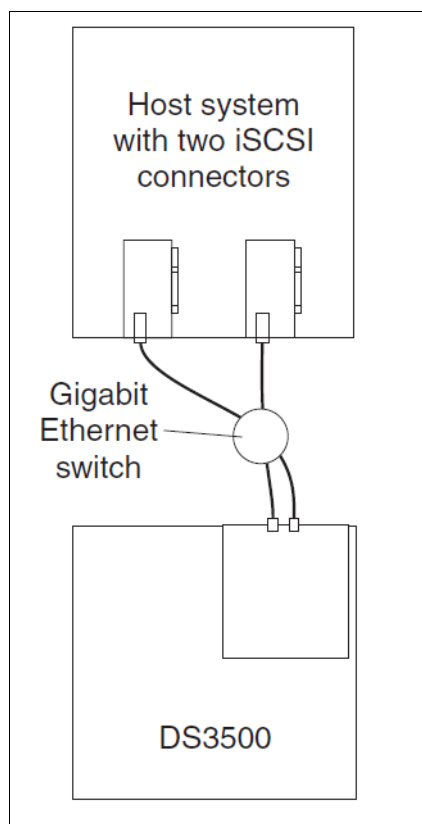 Host system
with two iSCSI
connectors
Gigabit
Ethernet
switch
DS3500